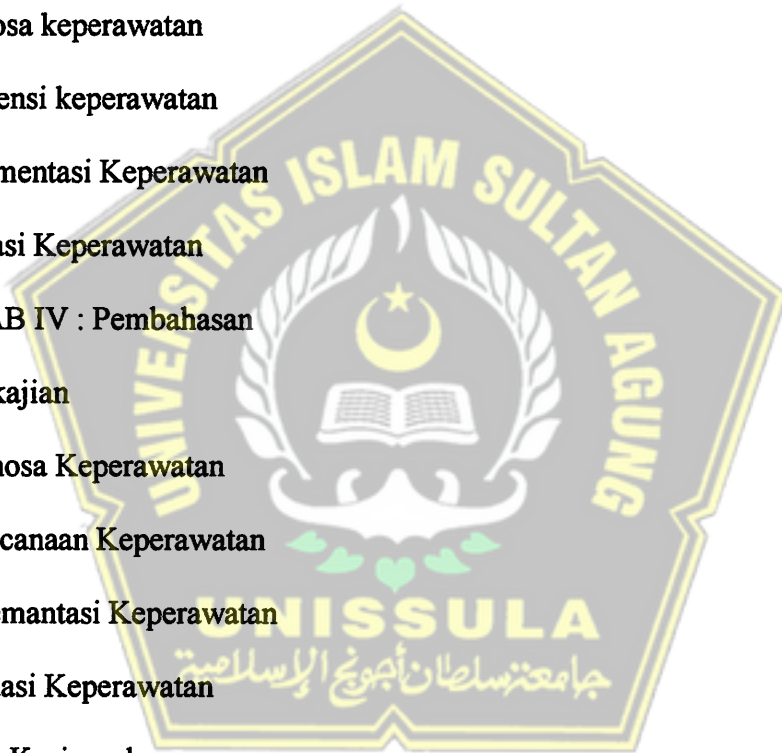 osa keperawatan
ensi keperawatan
mentasi Keperawatan
asi Keperawatan
AB IV : Pembahasan
kajian
nosa Keperawatan
canaan Keperawatan
emantasi Keperawatan
uasi Keperawatan
UNIVERSITAS ISLAM SULTAN AGUNG
UNISSULA
جامعة سلطان أجونج الإسلامية